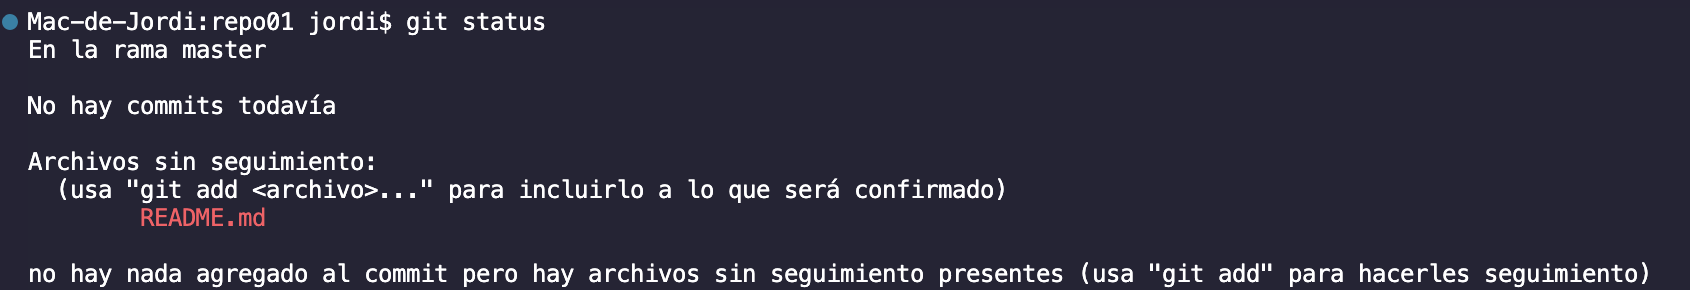 Mac-de-Jordi:repo01 jordi$ git status
En la rama master
No hay commits todavía
Archivos sin seguimiento:
(usa "git add <archivo>..." para incluirlo a lo que será confirmado)
README.md
no hay nada agregado al commit pero hay archivos sin seguimiento presentes (usa "git add" para hacerles seguimiento)